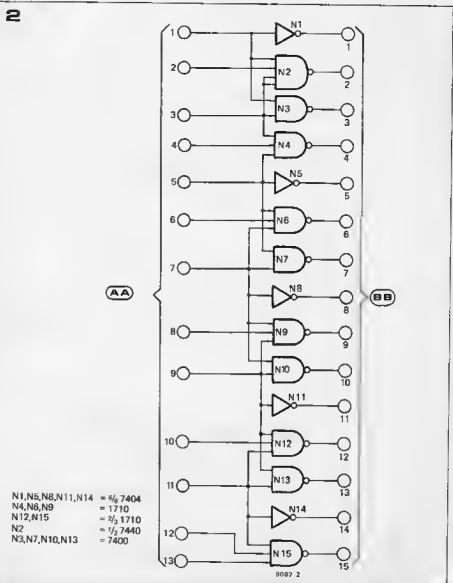 2
1
N1
1
2
N2
2
3
N3
3
4
N4
4
5
N5
5
6
N6
6
7
N7
7
N8
8
AA
BB
8
N9
9
9
N10
10
N11
11
10
N12
12
N13
13
11
N14
14
12
13
N15
15
N1,N5,N8,N11,N14 = 5/6 7404
N4,N6,N9 = 1710
N12,N15 = 2/3 1710
N2 = 1/2 7440
N3,N7,N10,N13 = 7400
9087 2